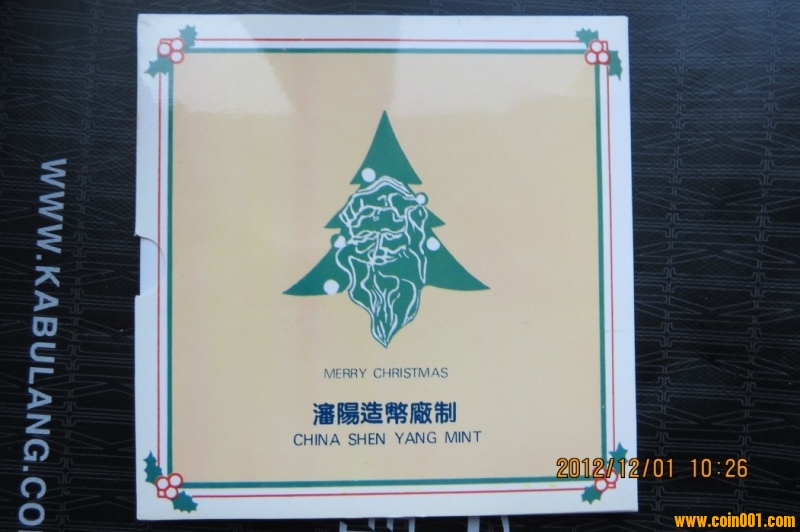 MERRY CHRISTMAS
瀋陽造幣廠制
CHINA SHEN YANG MINT
WWW.KABULANG.CO
2012/12/01 10:26
www.coin001.com